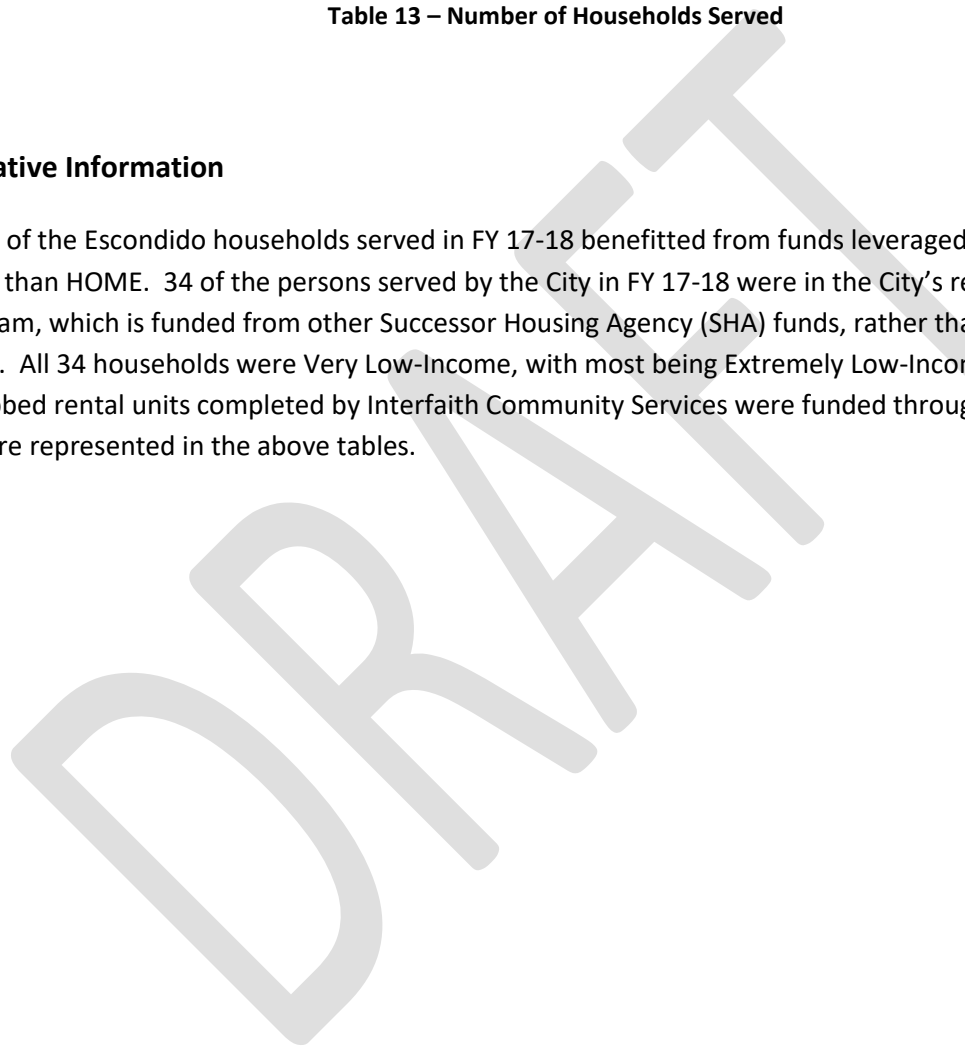 Table 13 – Number of Households Served
ative Information
of the Escondido households served in FY 17-18 benefitted from funds leveraged
than HOME.  34 of the persons served by the City in FY 17-18 were in the City’s re
am, which is funded from other Successor Housing Agency (SHA) funds, rather tha
.  All 34 households were Very Low-Income, with most being Extremely Low-Incom
bed rental units completed by Interfaith Community Services were funded throug
re represented in the above tables.
DRAFT